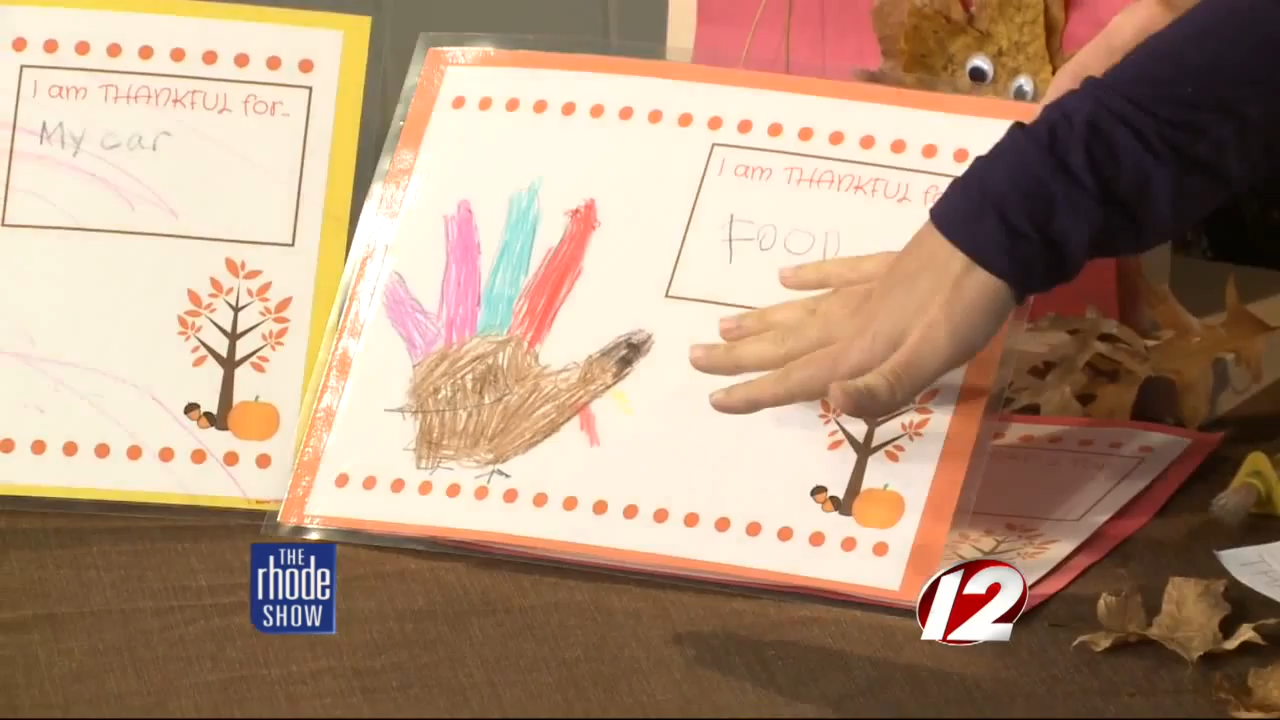 I am THANKFUL for...
My car
I am THANKFUL
FOOD
THE
rhode
SHOW
12